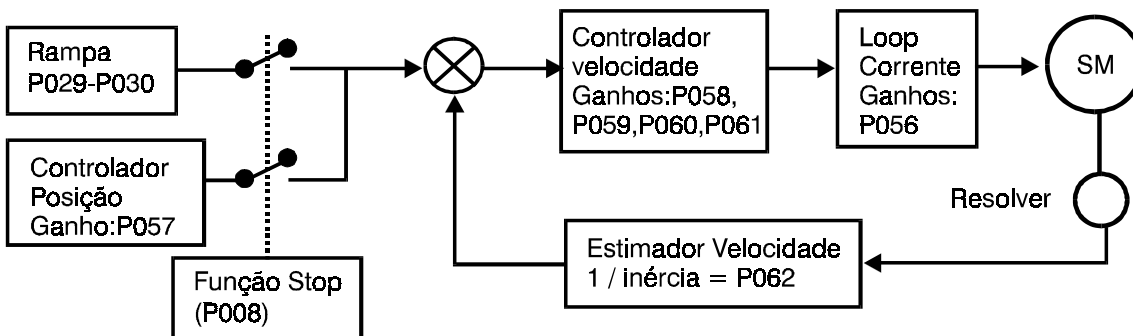 Rampa
P029-P030
Controlador
Posição
Ganho:P057
Função Stop
(P008)
Controlador
velocidade
Ganhos:P058,
P059,P060,P061
Loop
Corrente
Ganhos:
P056
SM
Resolver
Estimador Velocidade
1 / inércia = P062